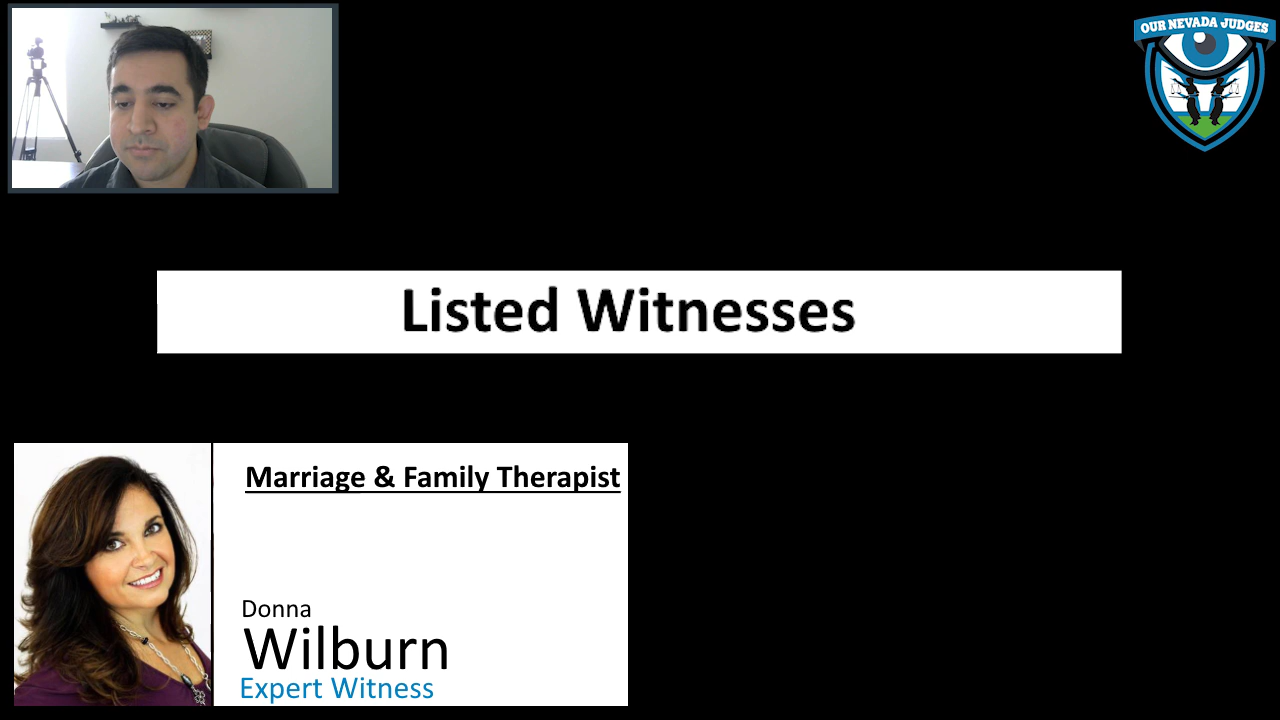 OUR NEVADA JUDGES
Listed Witnesses
Marriage & Family Therapist
Donna
Wilburn
Expert Witness